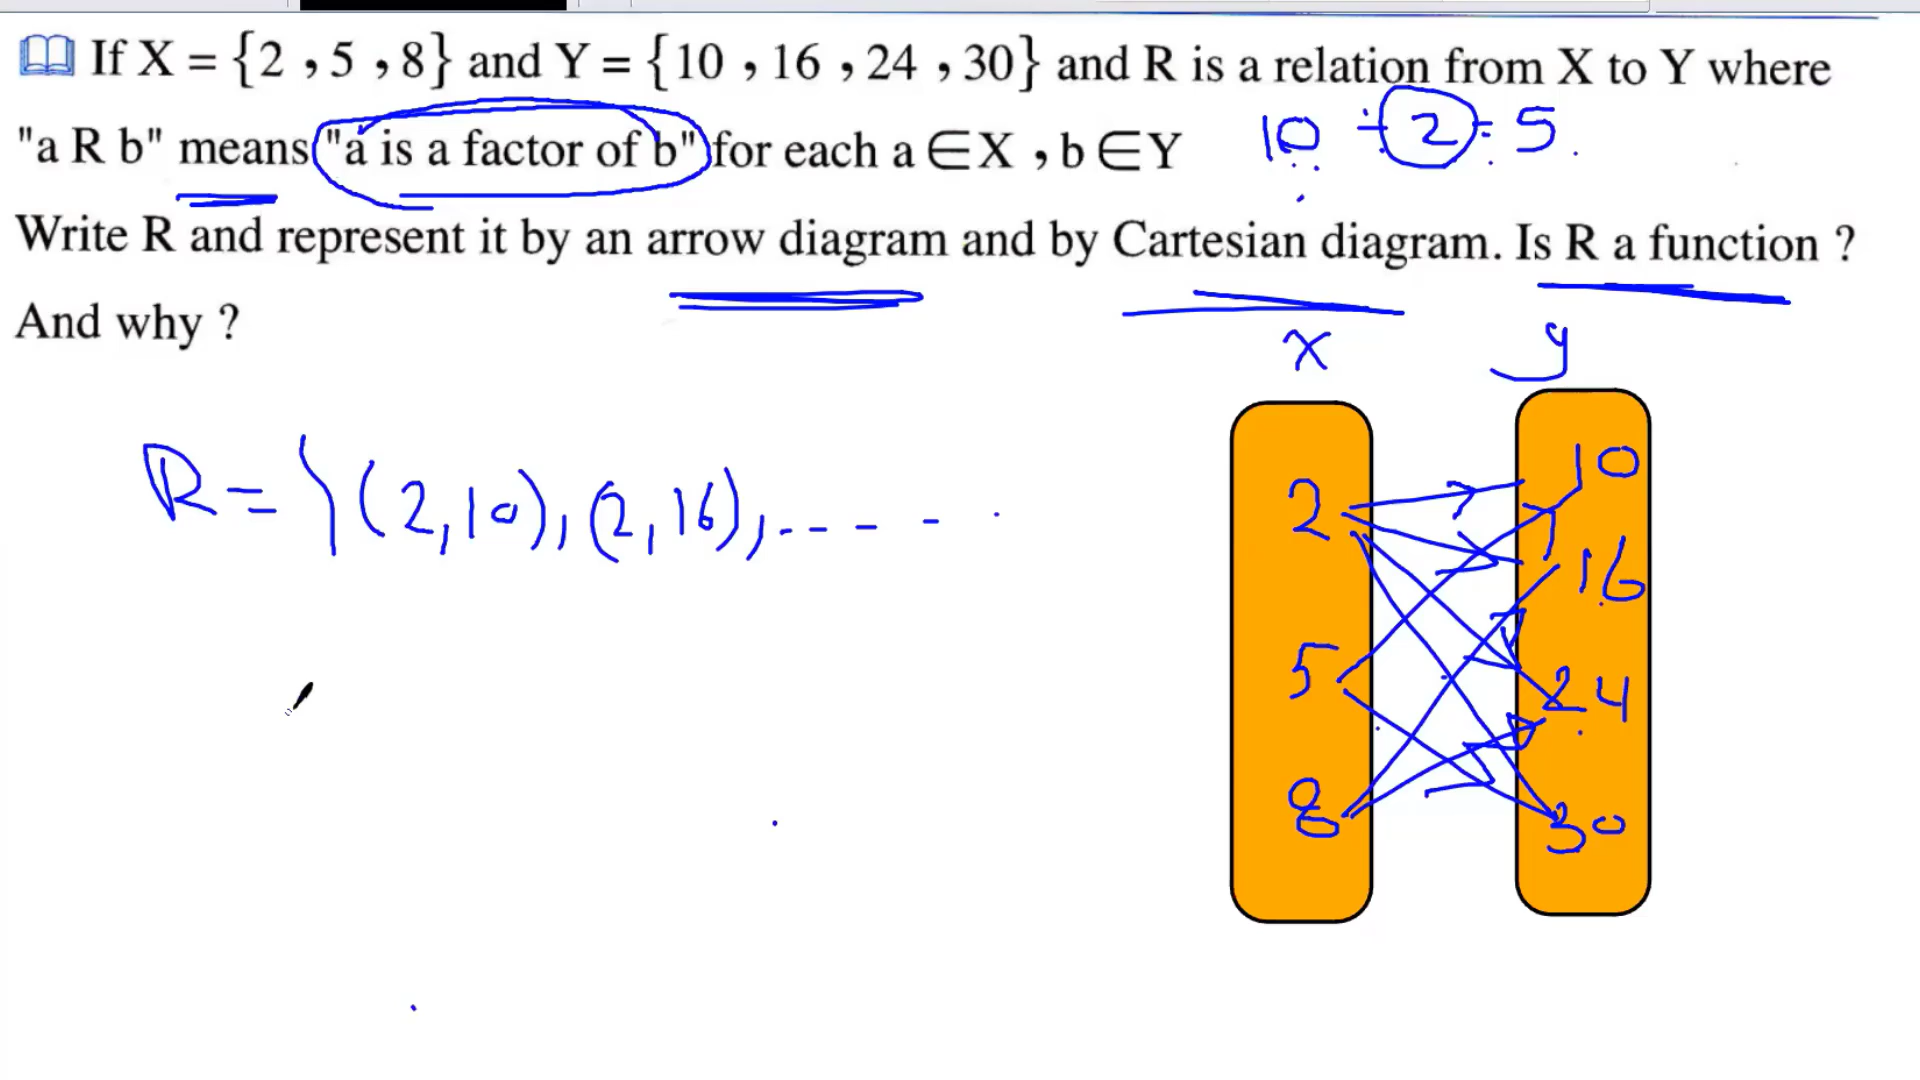 If X = {2 , 5 , 8} and Y = {10 , 16 , 24 , 30} and R is a relation from X to Y where
"a R b" means "a is a factor of b" for each a ∈ X , b ∈ Y
10 ÷ 2 = 5
Write R and represent it by an arrow diagram and by Cartesian diagram. Is R a function ?
And why ?
x y
R = { (2,10), (2,16), - - - -
2 10
16
5 24
8 30